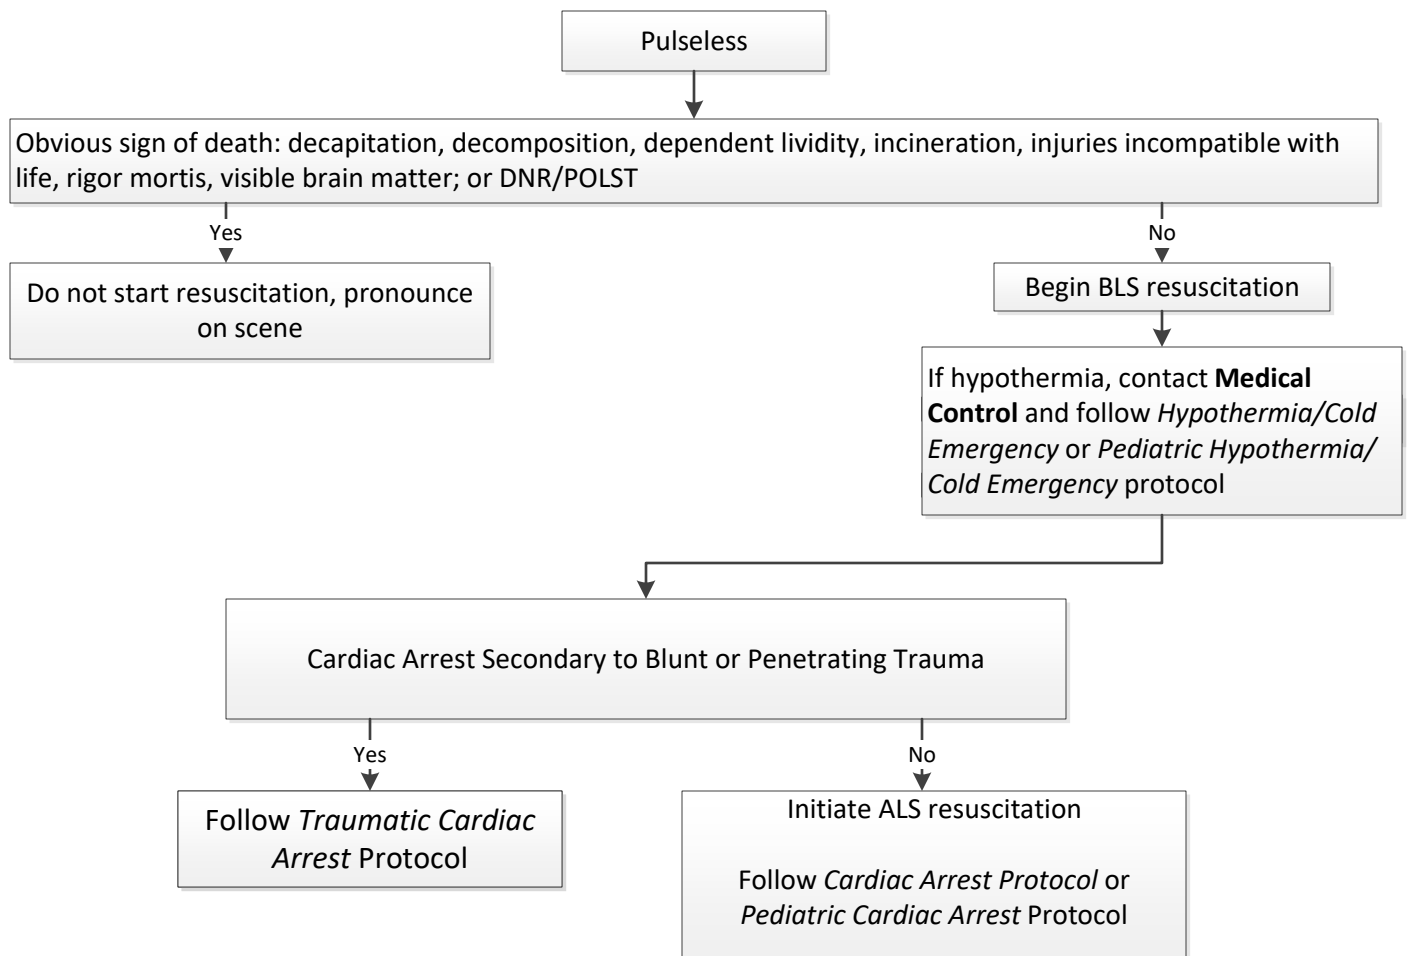 Pulseless
Obvious sign of death: decapitation, decomposition, dependent lividity, incineration, injuries incompatible with
life, rigor mortis, visible brain matter; or DNR/POLST
Yes
No
Do not start resuscitation, pronounce
on scene
Begin BLS resuscitation
If hypothermia, contact Medical
Control and follow Hypothermia/Cold
Emergency or Pediatric Hypothermia/
Cold Emergency protocol
Cardiac Arrest Secondary to Blunt or Penetrating Trauma
Yes
No
Follow Traumatic Cardiac
Arrest Protocol
Initiate ALS resuscitation
Follow Cardiac Arrest Protocol or
Pediatric Cardiac Arrest Protocol